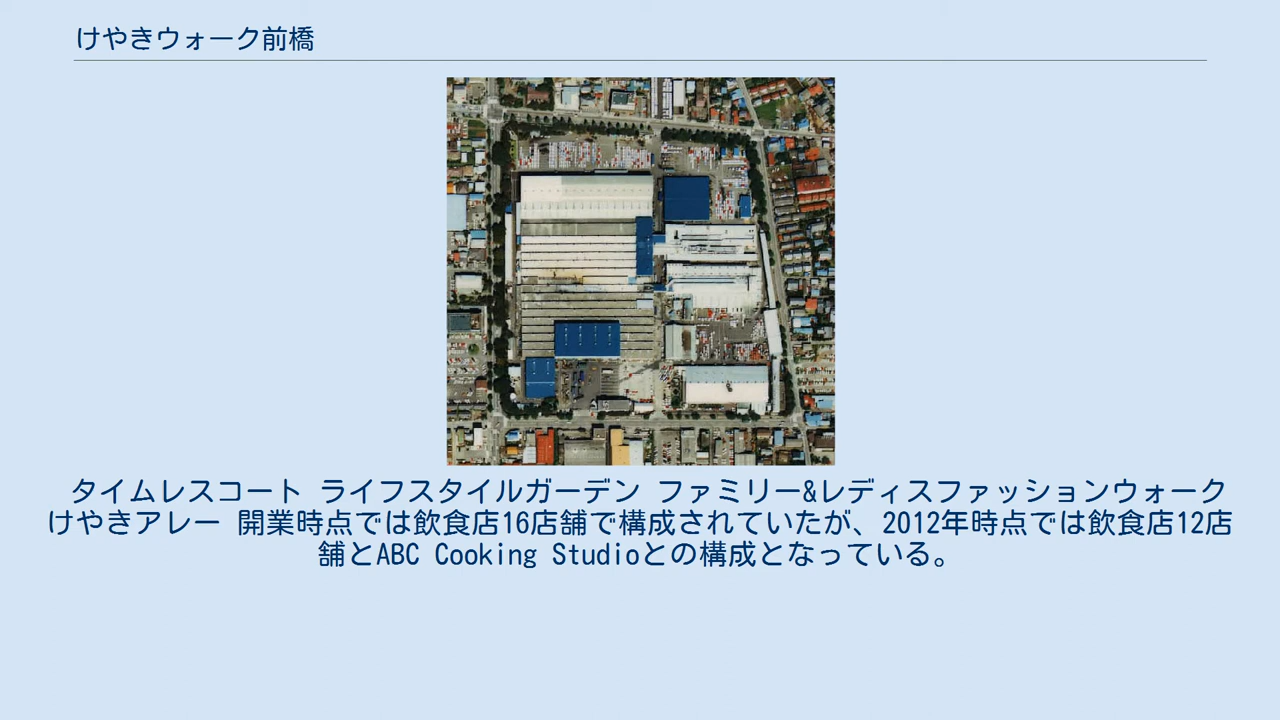 けやきウォーク前橋
タイムレスコート ライフスタイルガーデン ファミリー&レディスファッションウォーク
けやきアレー 開業時点では飲食店16店舗で構成されていたが、2012年時点では飲食店12店
舗とABC Cooking Studioとの構成となっている。